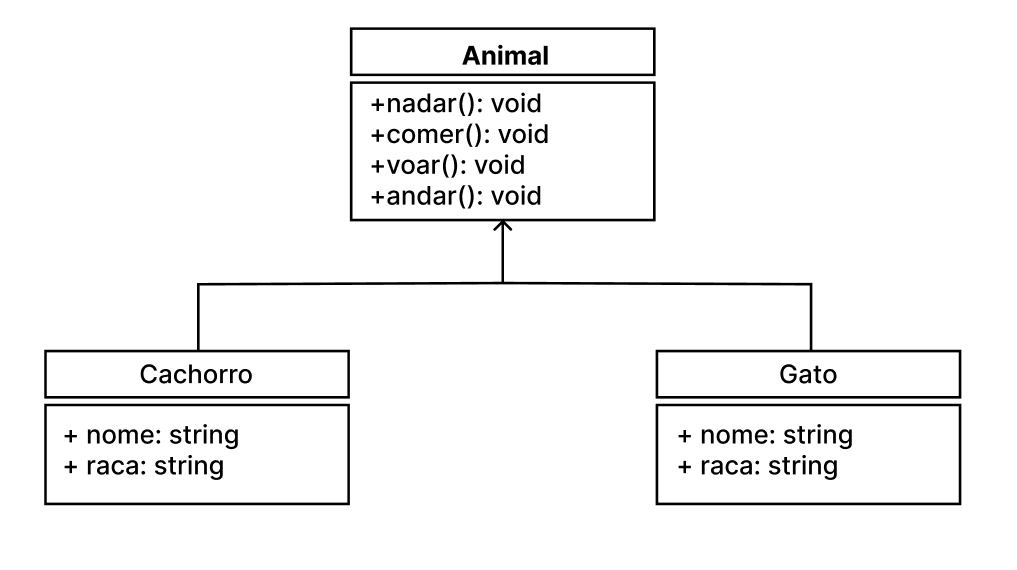 Animal
+nadar(): void
+comer(): void
+voar(): void
+andar(): void
Cachorro
+ nome: string
+ raca: string
Gato
+ nome: string
+ raca: string